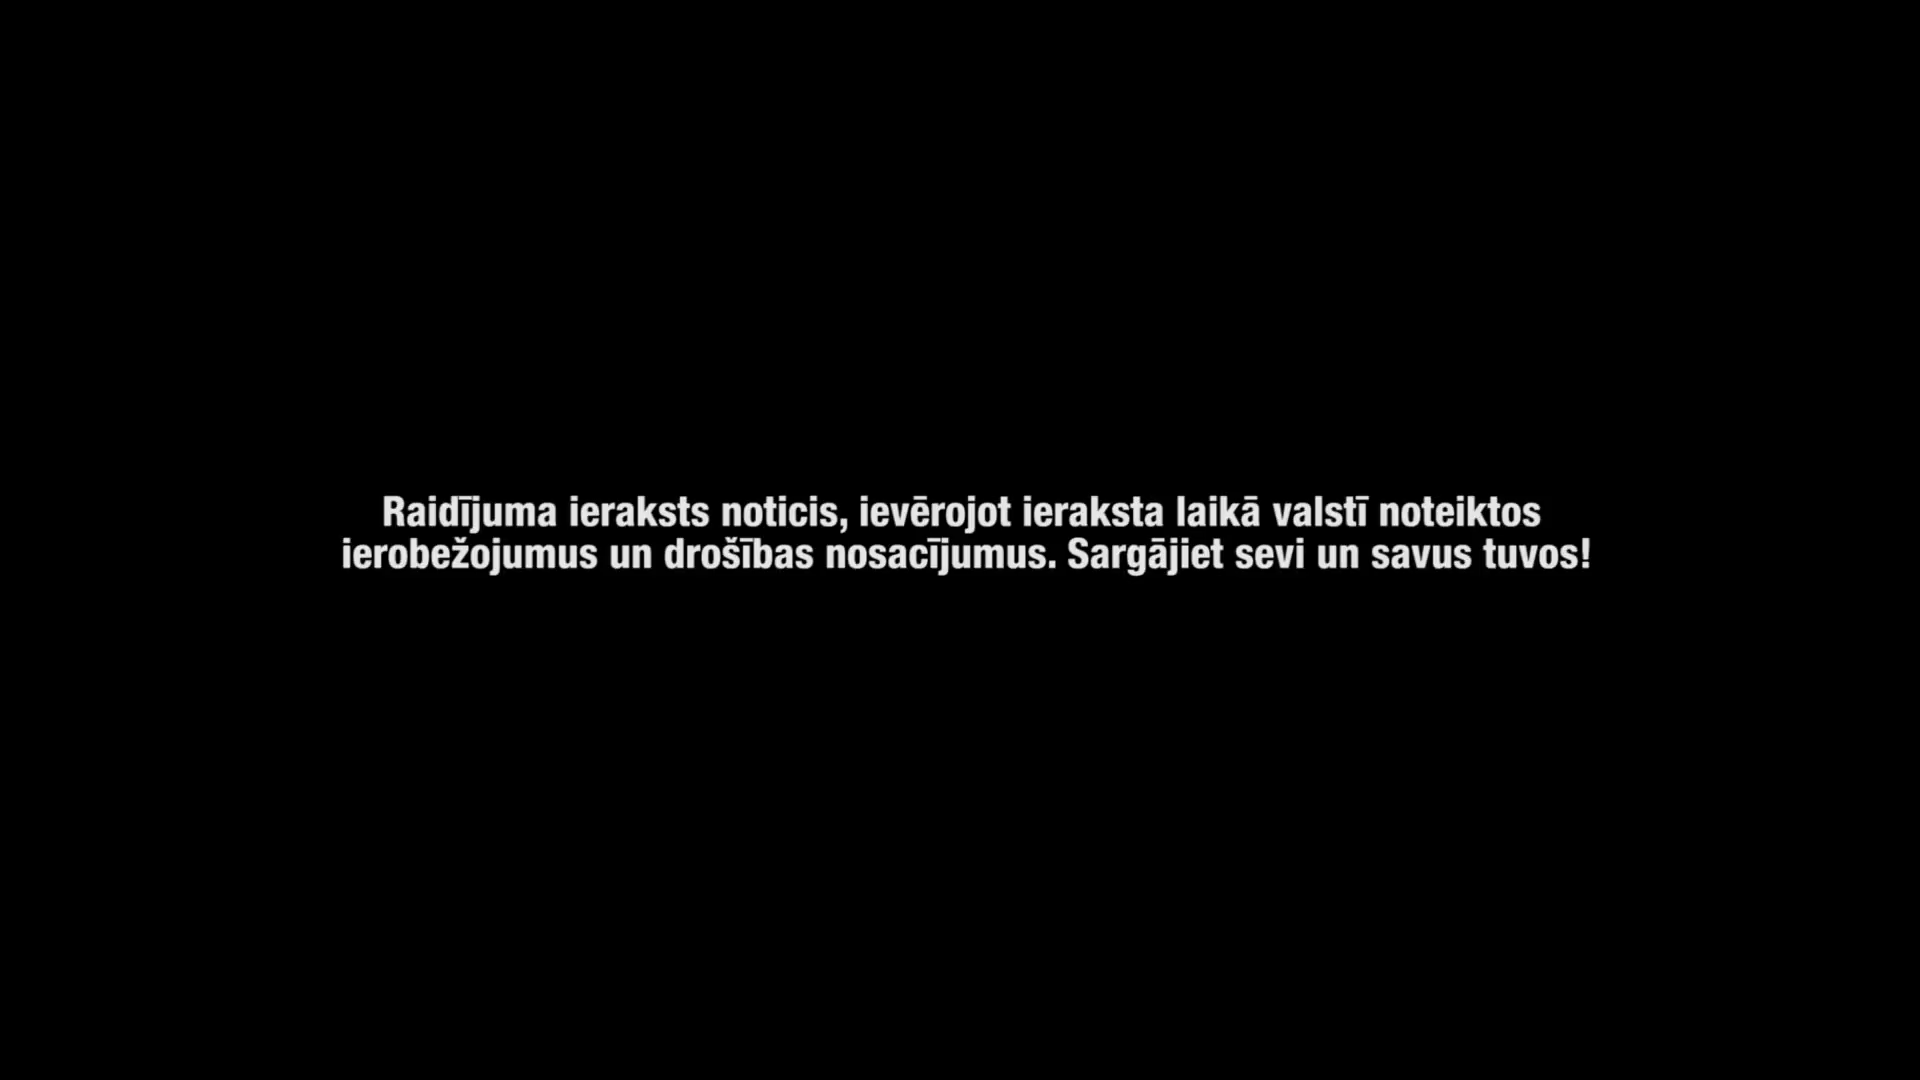 Raidījuma ieraksts noticis, ievērojot ieraksta laikā valstī noteiktos
ierobežojumus un drošības nosacījumus. Sargājiet sevi un savus tuvos!